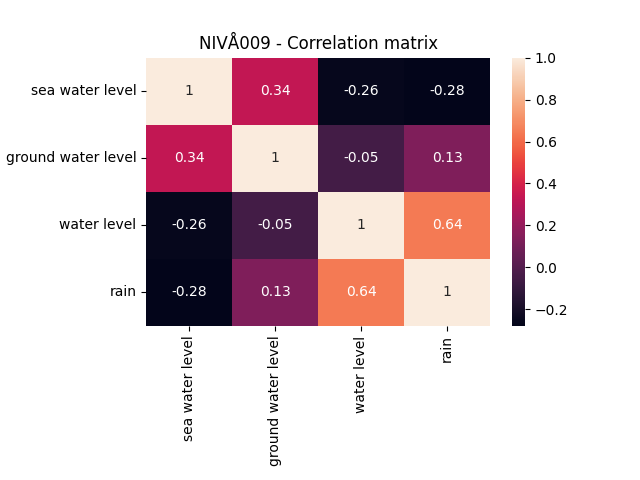 NIVÅ009 - Correlation matrix
sea water level 1 0.34 -0.26 -0.28
ground water level 0.34 1 -0.05 0.13
water level -0.26 -0.05 1 0.64
rain -0.28 0.13 0.64 1
sea water level
ground water level
water level
rain
1.0
0.8
0.6
0.4
0.2
0.0
−0.2